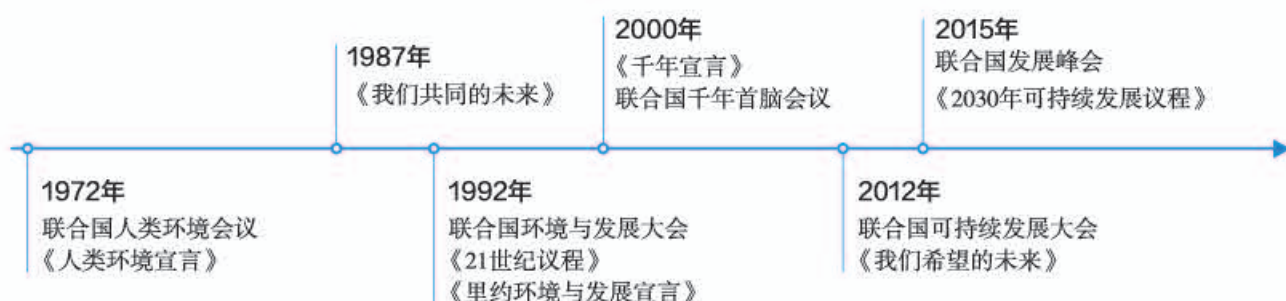 1972年
联合国人类环境会议
《人类环境宣言》
1987年
《我们共同的未来》
1992年
联合国环境与发展大会
《21世纪议程》
《里约环境与发展宣言》
2000年
《千年宣言》
联合国千年首脑会议
2012年
联合国可持续发展大会
《我们希望的未来》
2015年
联合国发展峰会
《2030年可持续发展议程》